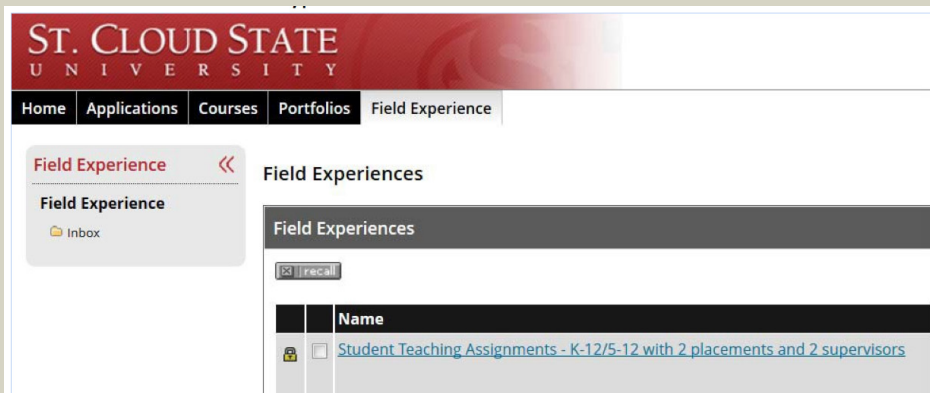 ST. CLOUD STATE
UNIVERSITY
Home Applications Courses Portfolios Field Experience
Field Experience
Field Experiences
Field Experience
Inbox
Field Experiences
recall
Name
Student Teaching Assignments - K-12/5-12 with 2 placements and 2 supervisors